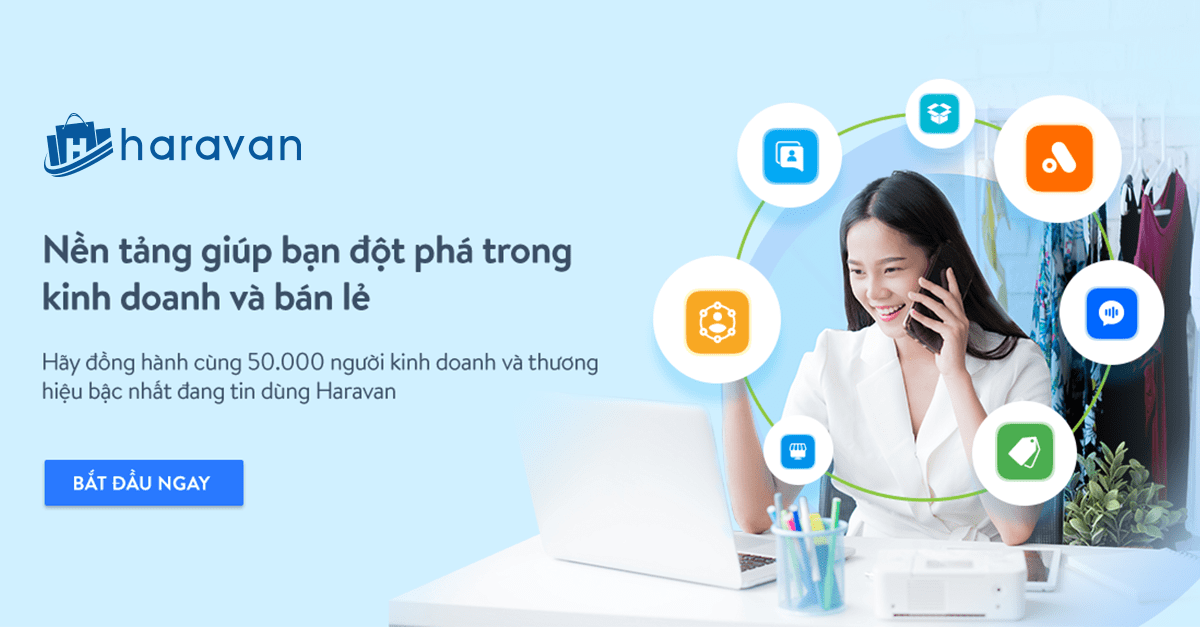 haravan
Nền tảng giúp bạn đột phá trong
kinh doanh và bán lẻ
Hãy đồng hành cùng 50.000 người kinh doanh và thương
hiệu bậc nhất đang tin dùng Haravan
BẮT ĐẦU NGAY